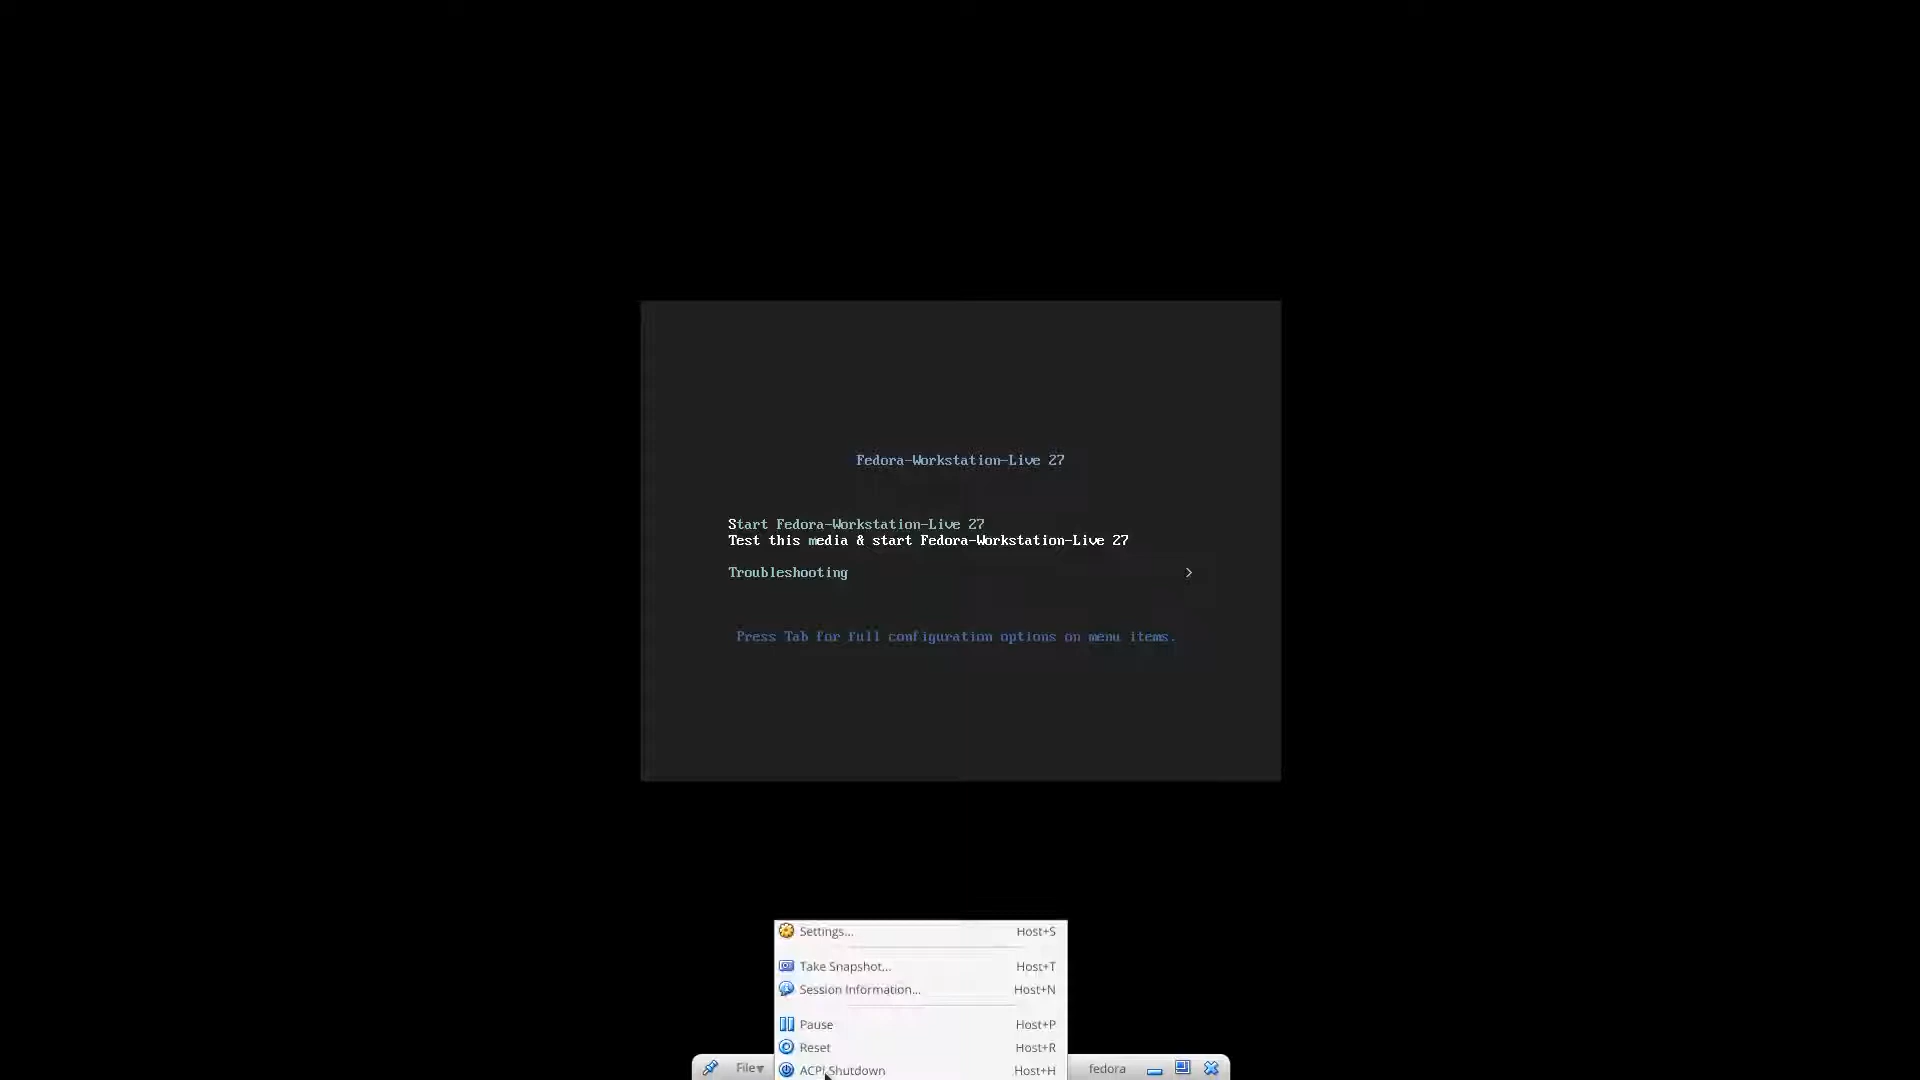 Fedora-Workstation-Live 27
Start Fedora-Workstation-Live 27
Test this media & start Fedora-Workstation-Live 27
Troubleshooting >
Press Tab for full configuration options on menu items.
Settings... Host+S
Take Snapshot... Host+T
Session Information... Host+N
Pause Host+P
Reset Host+R
File ACPI Shutdown Host+H fedora